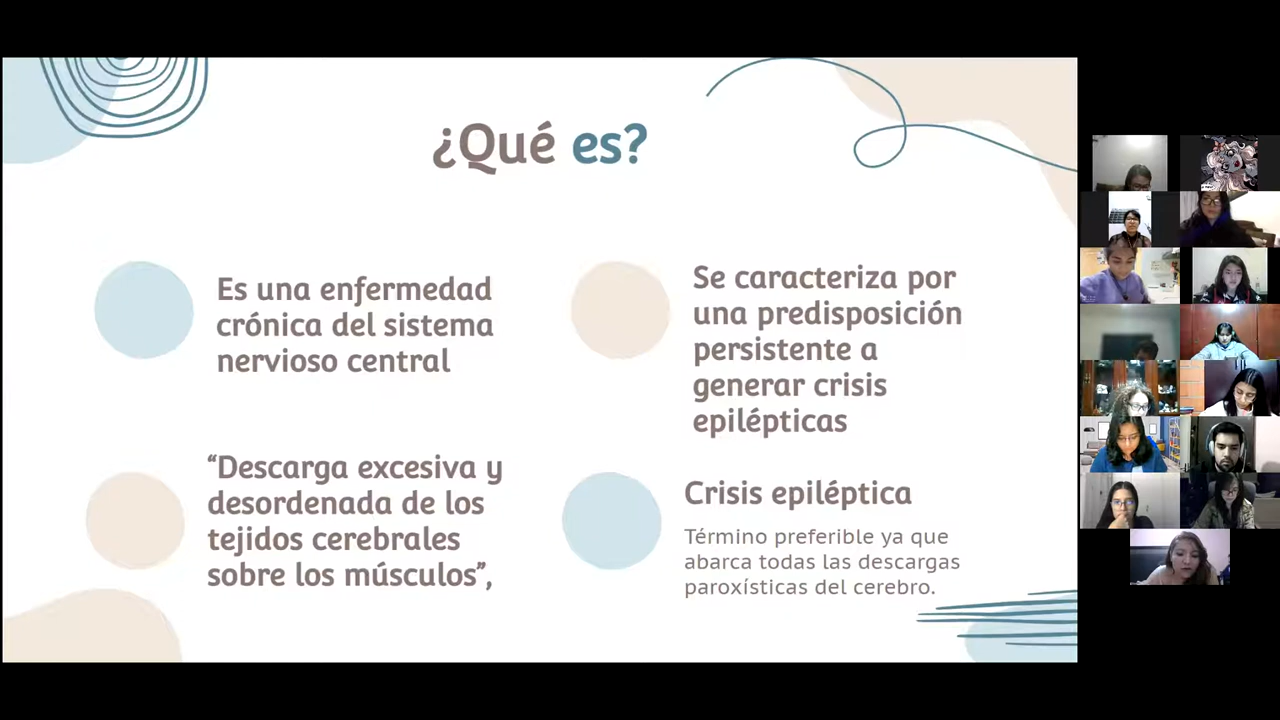 ¿Qué es?
Es una enfermedad
crónica del sistema
nervioso central
Se caracteriza por
una predisposición
persistente a
generar crisis
epilépticas
“Descarga excesiva y
desordenada de los
tejidos cerebrales
sobre los músculos”,
Crisis epiléptica
Término preferible ya que
abarca todas las descargas
paroxísticas del cerebro.